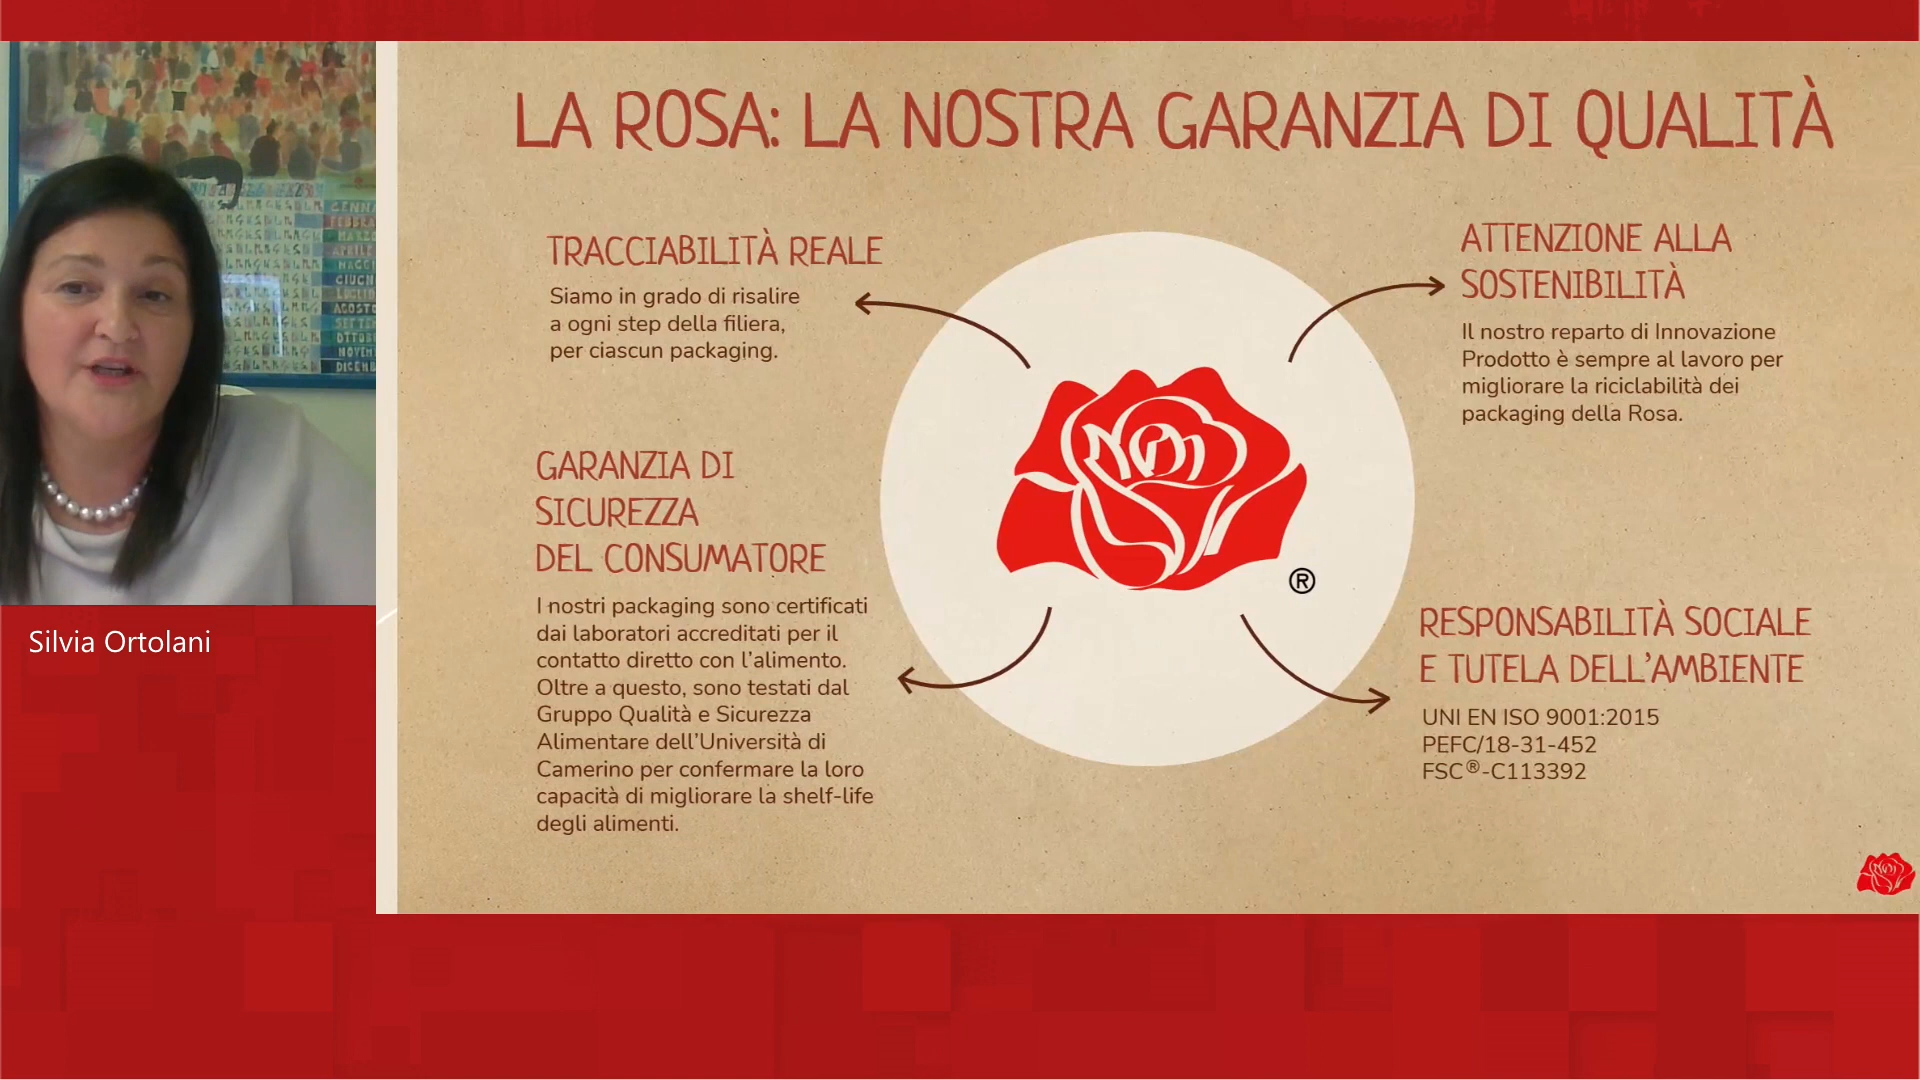 LA ROSA: LA NOSTRA GARANZIA DI QUALITÀ
TRACCIABILITÀ REALE
Siamo in grado di risalire
a ogni step della filiera,
per ciascun packaging.
ATTENZIONE ALLA
SOSTENIBILITÀ
Il nostro reparto di Innovazione
Prodotto è sempre al lavoro per
migliorare la riciclabilità dei
packaging della Rosa.
GARANZIA DI
SICUREZZA
DEL CONSUMATORE
I nostri packaging sono certificati
dai laboratori accreditati per il
contatto diretto con l'alimento.
Oltre a questo, sono testati dal
Gruppo Qualità e Sicurezza
Alimentare dell'Università di
Camerino per confermare la loro
capacità di migliorare la shelf-life
degli alimenti.
®
RESPONSABILITÀ SOCIALE
E TUTELA DELL'AMBIENTE
UNI EN ISO 9001:2015
PEFC/18-31-452
FSC®-C113392
Silvia Ortolani